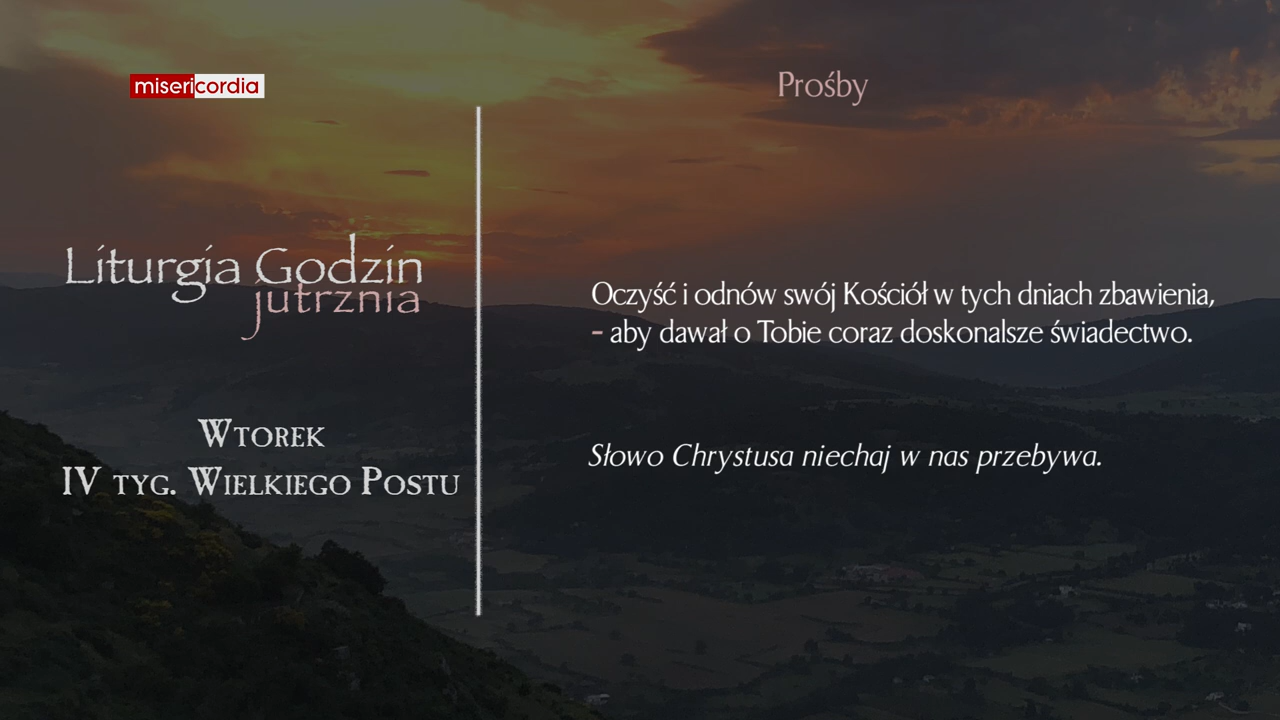 misericordia
Liturgia Godzin
jutrznia
Wtorek
IV tyg. Wielkiego Postu
Prośby
Oczyść i odnów swój Kościół w tych dniach zbawienia,
– aby dawał o Tobie coraz doskonalsze świadectwo.
Słowo Chrystusa niechaj w nas przebywa.